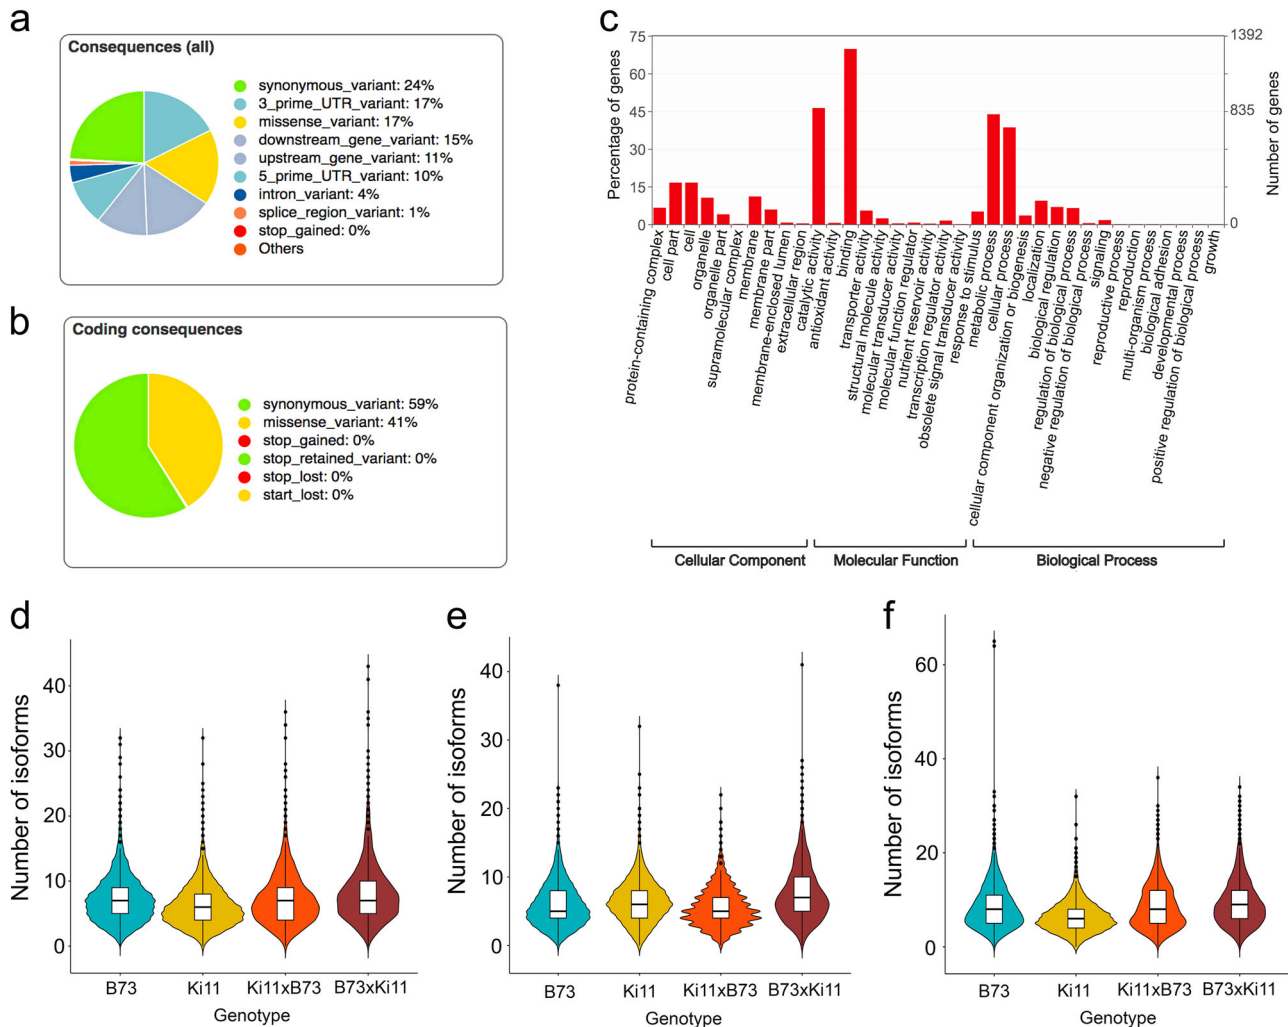 a
Consequences (all)
synonymous_variant: 24%
3_prime_UTR_variant: 17%
missense_variant: 17%
downstream_gene_variant: 15%
upstream_gene_variant: 11%
5_prime_UTR_variant: 10%
intron_variant: 4%
splice_region_variant: 1%
stop_gained: 0%
Others
b
Coding consequences
synonymous_variant: 59%
missense_variant: 41%
stop_gained: 0%
stop_retained_variant: 0%
stop_lost: 0%
start_lost: 0%
c
Percentage of genes
75
60
45
30
15
0
1392
835
0
Number of genes
protein-containing complex
cell part
cell
organelle
organelle part
supramolecular complex
membrane
membrane part
membrane-enclosed lumen
extracellular region
catalytic activity
antioxidant activity
binding
transporter activity
structural molecule activity
molecular transducer activity
molecular function regulator
nutrient reservoir activity
transcription regulator activity
obsolete signal transducer activity
response to stimulus
metabolic process
cellular process
cellular component organization or biogenesis
localization
biological regulation
regulation of biological process
negative regulation of biological process
signaling
reproductive process
reproduction
multi-organism process
biological adhesion
developmental process
positive regulation of biological process
growth
Cellular Component
Molecular Function
Biological Process
d
Number of isoforms
40
30
20
10
0
B73
Ki11
Ki11xB73
B73xKi11
Genotype
e
Number of isoforms
40
30
20
10
0
B73
Ki11
Ki11xB73
B73xKi11
Genotype
f
Number of isoforms
60
40
20
0
B73
Ki11
Ki11xB73
B73xKi11
Genotype